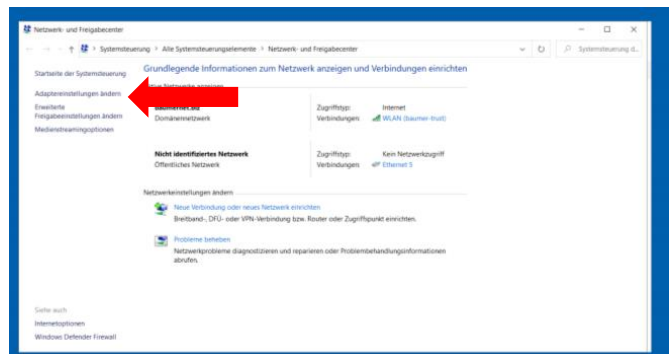 Netzwerk- und Freigabecenter
Systemsteuerung > Alle Systemsteuerungselemente > Netzwerk- und Freigabecenter
Systemsteuerung d...
Startseite der Systemsteuerung
Adaptereinstellungen ändern
Erweiterte
Freigabeeinstellungen ändern
Medienstreamingoptionen
Grundlegende Informationen zum Netzwerk anzeigen und Verbindungen einrichten
Netzwerke anzeigen
Domänennetzwerk
Zugriffstyp: Internet
Verbindungen: WLAN (baumer-trust)
Nicht identifiziertes Netzwerk
Öffentliches Netzwerk
Zugriffstyp: Kein Netzwerkzugriff
Verbindungen: Ethernet 5
Netzwerkeinstellungen ändern
Neue Verbindung oder neues Netzwerk einrichten
Breitband-, DFÜ- oder VPN-Verbindung bzw. Router oder Zugriffspunkt einrichten.
Probleme beheben
Netzwerkprobleme diagnostizieren und reparieren oder Problembehandlungsinformationen
abrufen.
Siehe auch
Internetoptionen
Windows Defender Firewall